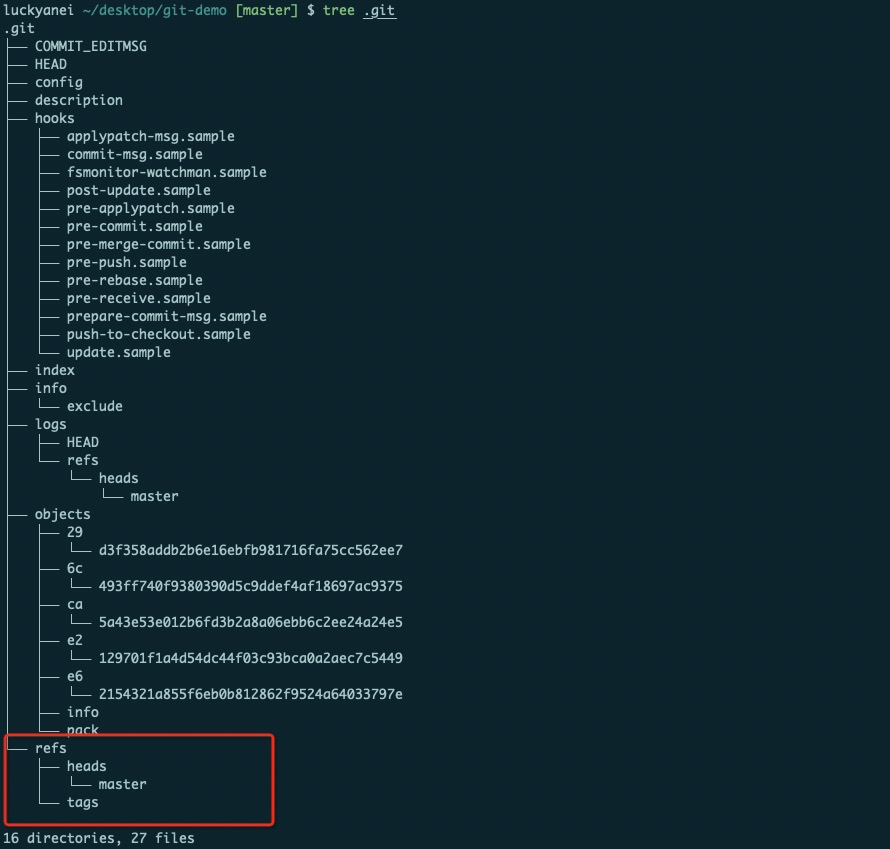 luckyanei ~/desktop/git-demo [master] $ tree .git
.git
├── COMMIT_EDITMSG
├── HEAD
├── config
├── description
├── hooks
│   ├── applypatch-msg.sample
│   ├── commit-msg.sample
│   ├── fsmonitor-watchman.sample
│   ├── post-update.sample
│   ├── pre-applypatch.sample
│   ├── pre-commit.sample
│   ├── pre-merge-commit.sample
│   ├── pre-push.sample
│   ├── pre-rebase.sample
│   ├── pre-receive.sample
│   ├── prepare-commit-msg.sample
│   ├── push-to-checkout.sample
│   └── update.sample
├── index
├── info
│   └── exclude
├── logs
│   ├── HEAD
│   └── refs
│       └── heads
│           └── master
├── objects
│   ├── 29
│   │   └── d3f358addb2b6e16ebfb981716fa75cc562ee7
│   ├── 6c
│   │   └── 493ff740f9380390d5c9ddef4af18697ac9375
│   ├── ca
│   │   └── 5a43e53e012b6fd3b2a8a06ebb6c2ee24a24e5
│   ├── e2
│   │   └── 129701f1a4d54dc44f03c93bca0a2aec7c5449
│   ├── e6
│   │   └── 2154321a855f6eb0b812862f9524a64033797e
│   ├── info
│   └── pack
└── refs
    ├── heads
    │   └── master
    └── tags
16 directories, 27 files